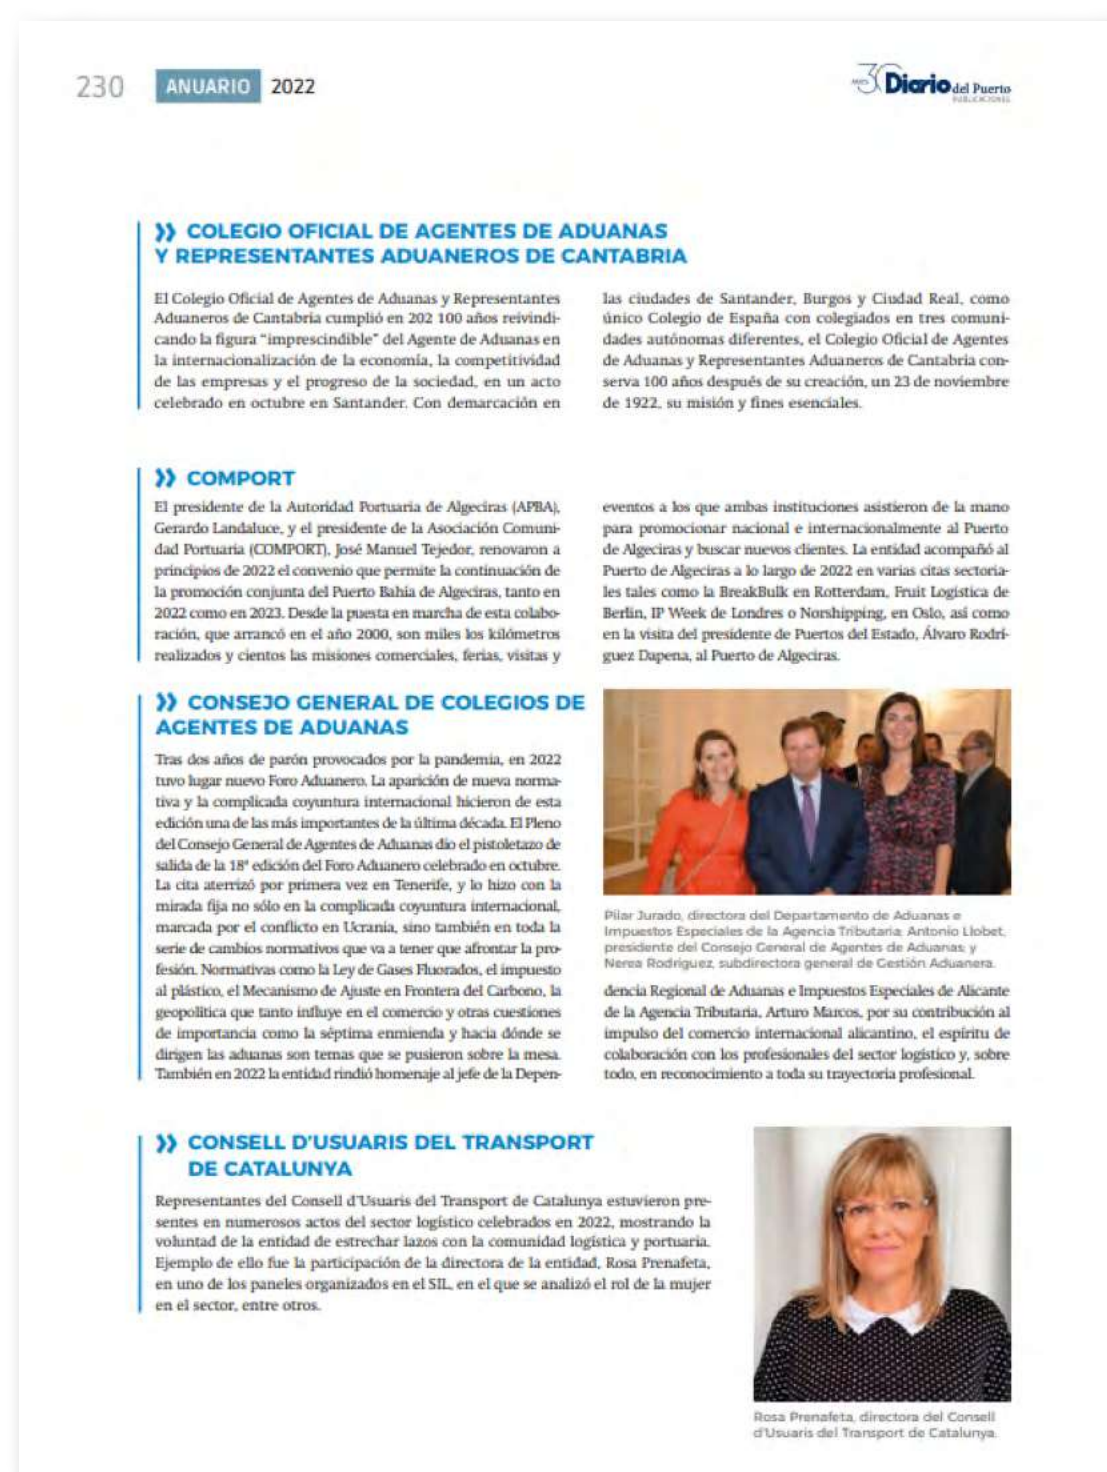 230
ANUARIO 2022
30 Diario del Puerto
PUBLICACIONES
COLEGIO OFICIAL DE AGENTES DE ADUANAS
Y REPRESENTANTES ADUANEROS DE CANTABRIA
El Colegio Oficial de Agentes de Aduanas y Representantes
Aduaneros de Cantabria cumplió en 202 100 años reivindi-
cando la figura “imprescindible” del Agente de Aduanas en
la internacionalización de la economía, la competitividad
de las empresas y el progreso de la sociedad, en un acto
celebrado en octubre en Santander. Con demarcación en
las ciudades de Santander, Burgos y Ciudad Real, como
único Colegio de España con colegiados en tres comuni-
dades autónomas diferentes, el Colegio Oficial de Agentes
de Aduanas y Representantes Aduaneros de Cantabria con-
serva 100 años después de su creación, un 23 de noviembre
de 1922, su misión y fines esenciales.
COMPORT
El presidente de la Autoridad Portuaria de Algeciras (APBA),
Gerardo Landaluce, y el presidente de la Asociación Comuni-
dad Portuaria (COMPORT), José Manuel Tejedor, renovaron a
principios de 2022 el convenio que permite la continuación de
la promoción conjunta del Puerto Bahía de Algeciras, tanto en
2022 como en 2023. Desde la puesta en marcha de esta colabo-
ración, que arrancó en el año 2000, son miles los kilómetros
realizados y cientos las misiones comerciales, ferias, visitas y
eventos a los que ambas instituciones asistieron de la mano
para promocionar nacional e internacionalmente al Puerto
de Algeciras y buscar nuevos clientes. La entidad acompañó al
Puerto de Algeciras a lo largo de 2022 en varias citas sectoria-
les tales como la BreakBulk en Rotterdam, Fruit Logistica de
Berlín, IP Week de Londres o Norshipping, en Oslo, así como
en la visita del presidente de Puertos del Estado, Álvaro Rodrí-
guez Dapena, al Puerto de Algeciras.
CONSEJO GENERAL DE COLEGIOS DE
AGENTES DE ADUANAS
Tras dos años de parón provocados por la pandemia, en 2022
tuvo lugar nuevo Foro Aduanero. La aparición de nueva norma-
tiva y la complicada coyuntura internacional hicieron de esta
edición una de las más importantes de la última década. El Pleno
del Consejo General de Agentes de Aduanas dio el pistoletazo de
salida de la 18ª edición del Foro Aduanero celebrado en octubre.
La cita aterrizó por primera vez en Tenerife, y lo hizo con la
mirada fija no sólo en la complicada coyuntura internacional,
marcada por el conflicto en Ucrania, sino también en toda la
serie de cambios normativos que va a tener que afrontar la pro-
fesión. Normativas como la Ley de Gases Fluorados, el impuesto
al plástico, el Mecanismo de Ajuste en Frontera del Carbono, la
geopolítica que tanto influye en el comercio y otras cuestiones
de importancia como la séptima enmienda y hacia dónde se
dirigen las aduanas son temas que se pusieron sobre la mesa.
También en 2022 la entidad rindió homenaje al jefe de la Depen-
Pilar Jurado, directora del Departamento de Aduanas e
Impuestos Especiales de la Agencia Tributaria; Antonio Llobet,
presidente del Consejo General de Agentes de Aduanas; y
Nerea Rodríguez, subdirectora general de Gestión Aduanera.
dencia Regional de Aduanas e Impuestos Especiales de Alicante
de la Agencia Tributaria, Arturo Marcos, por su contribución al
impulso del comercio internacional alicantino, el espíritu de
colaboración con los profesionales del sector logístico y, sobre
todo, en reconocimiento a toda su trayectoria profesional.
CONSELL D'USUARIS DEL TRANSPORT
DE CATALUNYA
Representantes del Consell d'Usuaris del Transport de Catalunya estuvieron pre-
sentes en numerosos actos del sector logístico celebrados en 2022, mostrando la
voluntad de la entidad de estrechar lazos con la comunidad logística y portuaria.
Ejemplo de ello fue la participación de la directora de la entidad, Rosa Prenafeta,
en uno de los paneles organizados en el SIL, en el que se analizó el rol de la mujer
en el sector, entre otros.
Rosa Prenafeta, directora del Consell
d'Usuaris del Transport de Catalunya.